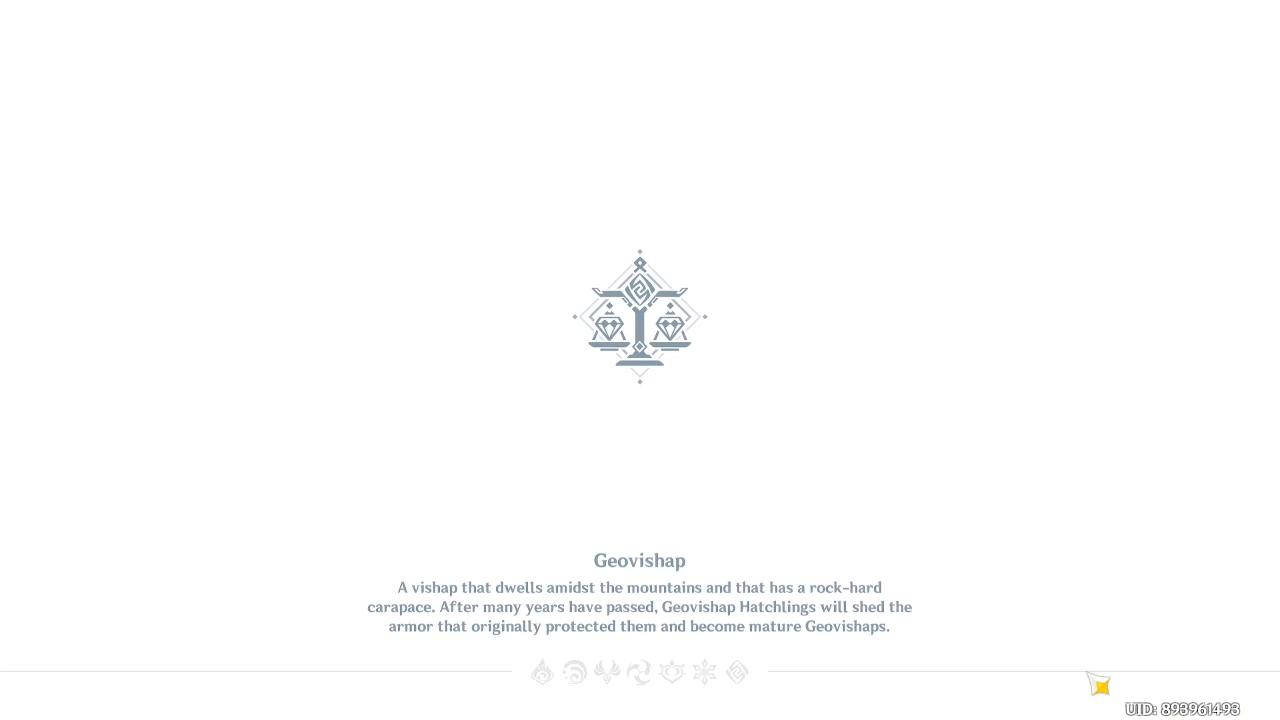 Geovishap
A vishap that dwells amidst the mountains and that has a rock-hard
carapace. After many years have passed, Geovishap Hatchlings will shed the
armor that originally protected them and become mature Geovishaps.
UID: 893961493